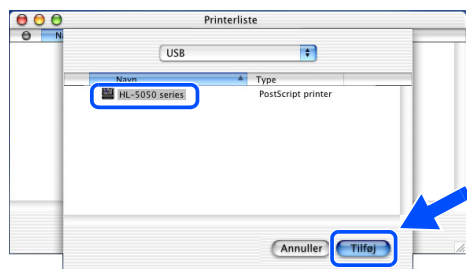 Printerliste
N
USB
Navn Type
HL-5050 series PostScript printer
Annuller Tilføj